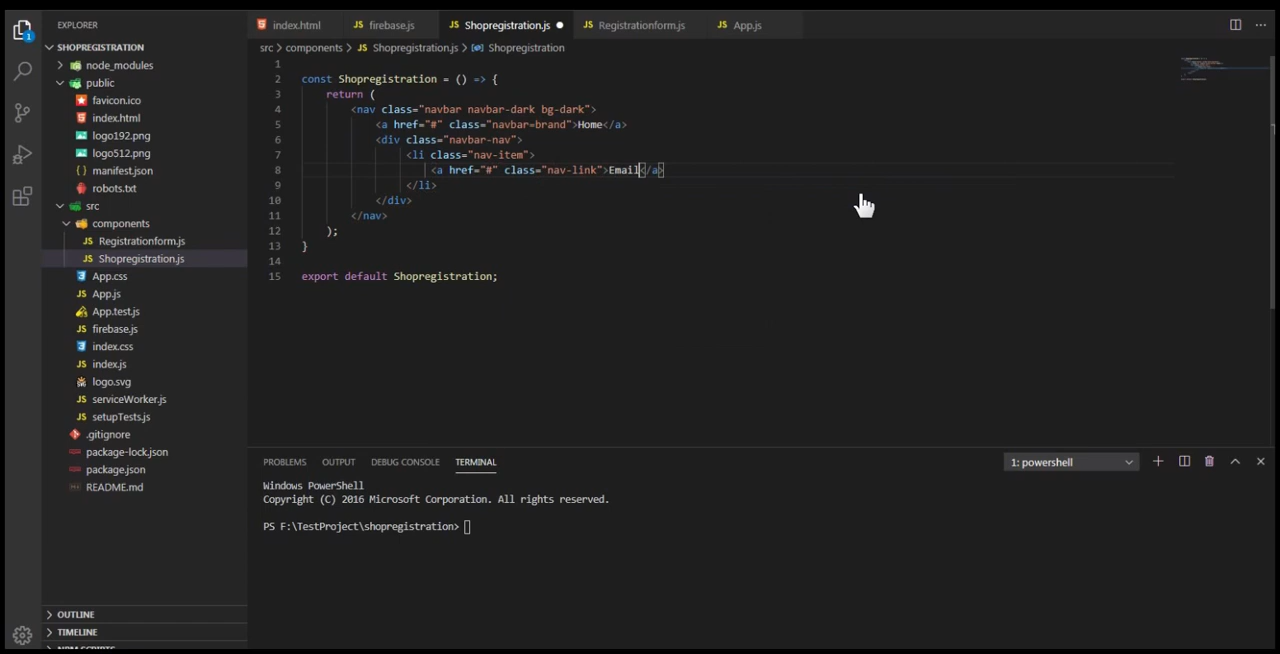 EXPLORER
index.html
firebase.js
Shopregistration.js
Registrationform.js
App.js
SHOPREGISTRATION
src > components > Shopregistration.js > Shopregistration
node_modules
public
favicon.ico
index.html
logo192.png
logo512.png
manifest.json
robots.txt
src
components
Registrationform.js
Shopregistration.js
App.css
App.js
App.test.js
firebase.js
index.css
index.js
logo.svg
serviceWorker.js
setupTests.js
.gitignore
package-lock.json
package.json
README.md
OUTLINE
TIMELINE
NPM SCRIPTS
1
2 const Shopregistration = () => {
3 return (
4 <nav class="navbar navbar-dark bg-dark">
5 <a href="#" class="navbar-brand">Home</a>
6 <div class="navbar-nav">
7 <li class="nav-item">
8 <a href="#" class="nav-link">Email</a>
9 </li>
10 </div>
11 </nav>
12 );
13 }
14
15 export default Shopregistration;
PROBLEMS OUTPUT DEBUG CONSOLE TERMINAL
1: powershell
Windows PowerShell
Copyright (C) 2016 Microsoft Corporation. All rights reserved.
PS F:\TestProject\shopregistration>